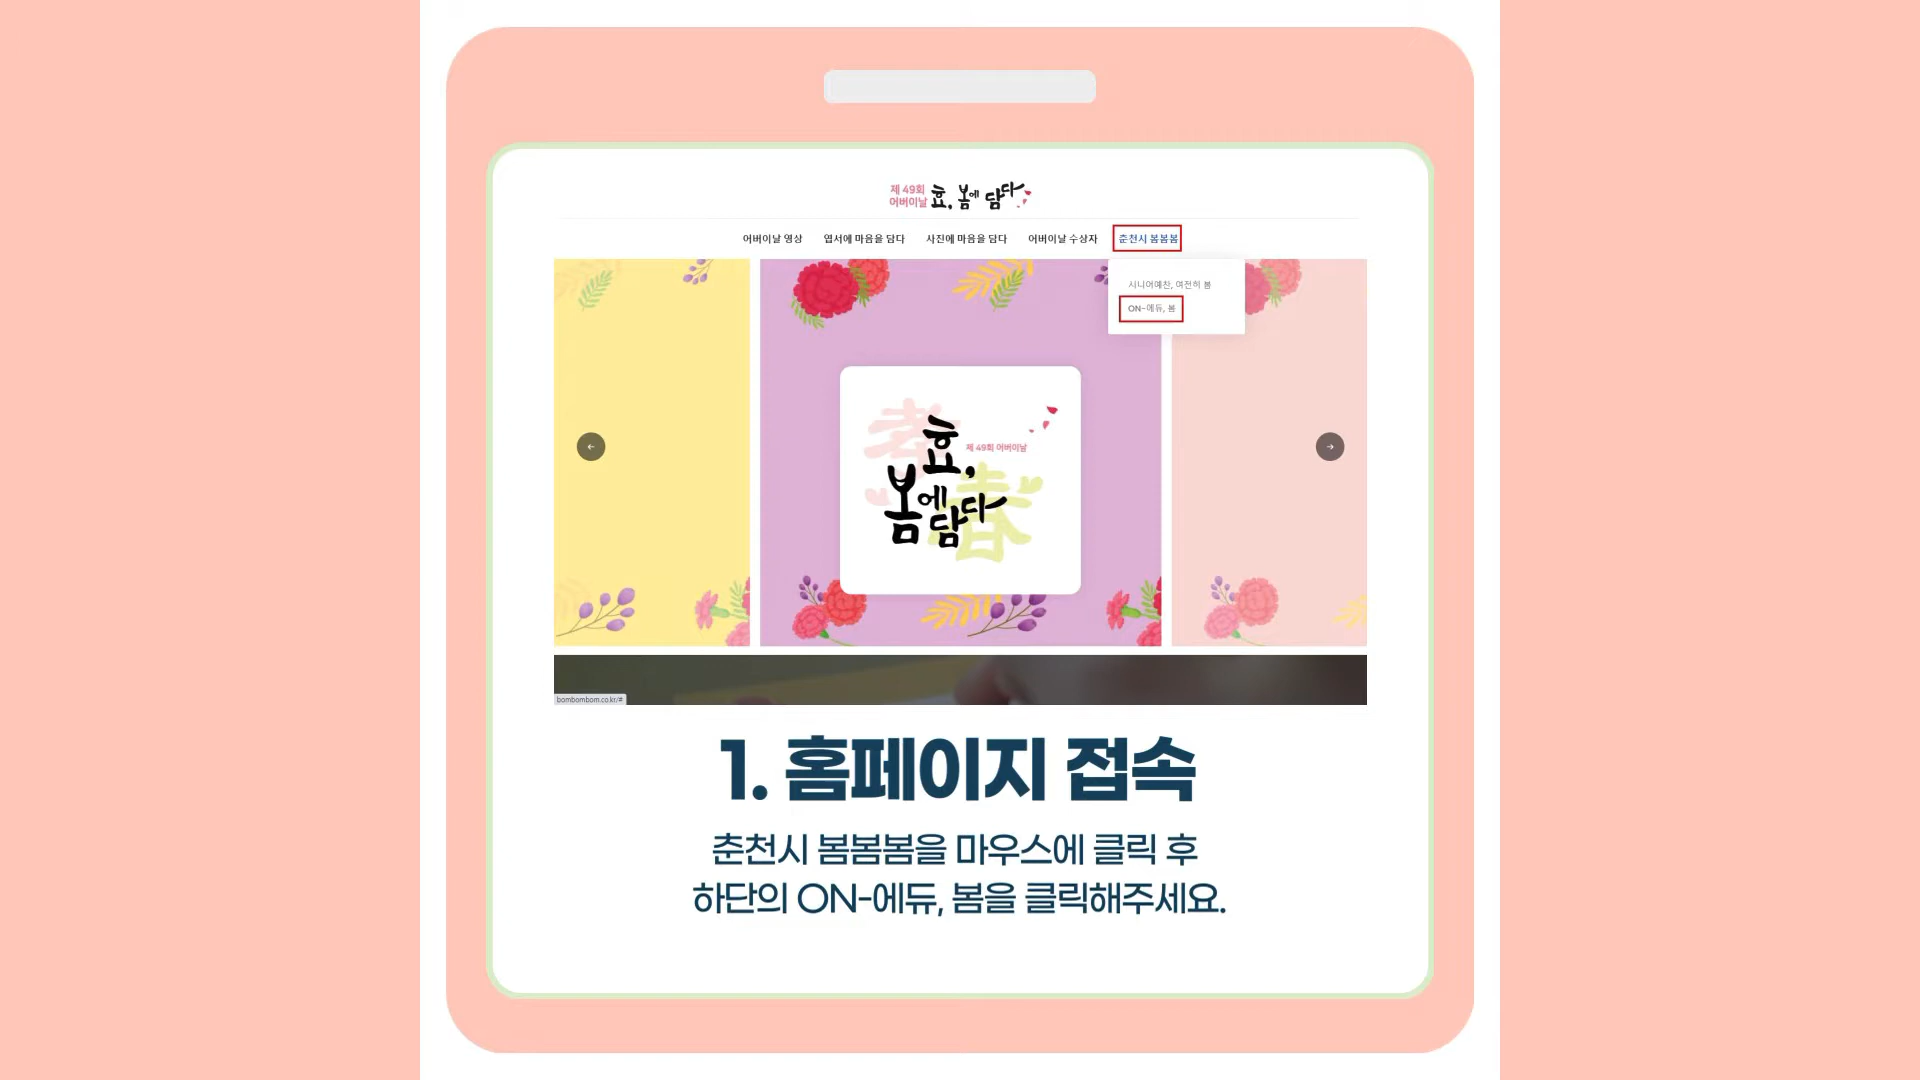 제 49회
어버이날 효, 봄에 담다
어버이날 영상 엽서에 마음을 담다 사진에 마음을 담다 어버이날 수상자 춘천시 봄봄봄
시니어예찬, 여전히 봄
ON-에듀, 봄
孝
春
효,
제 49회 어버이날
봄에담다
bombombom.co.kr/#
1. 홈페이지 접속
춘천시 봄봄봄을 마우스에 클릭 후
하단의 ON-에듀, 봄을 클릭해주세요.